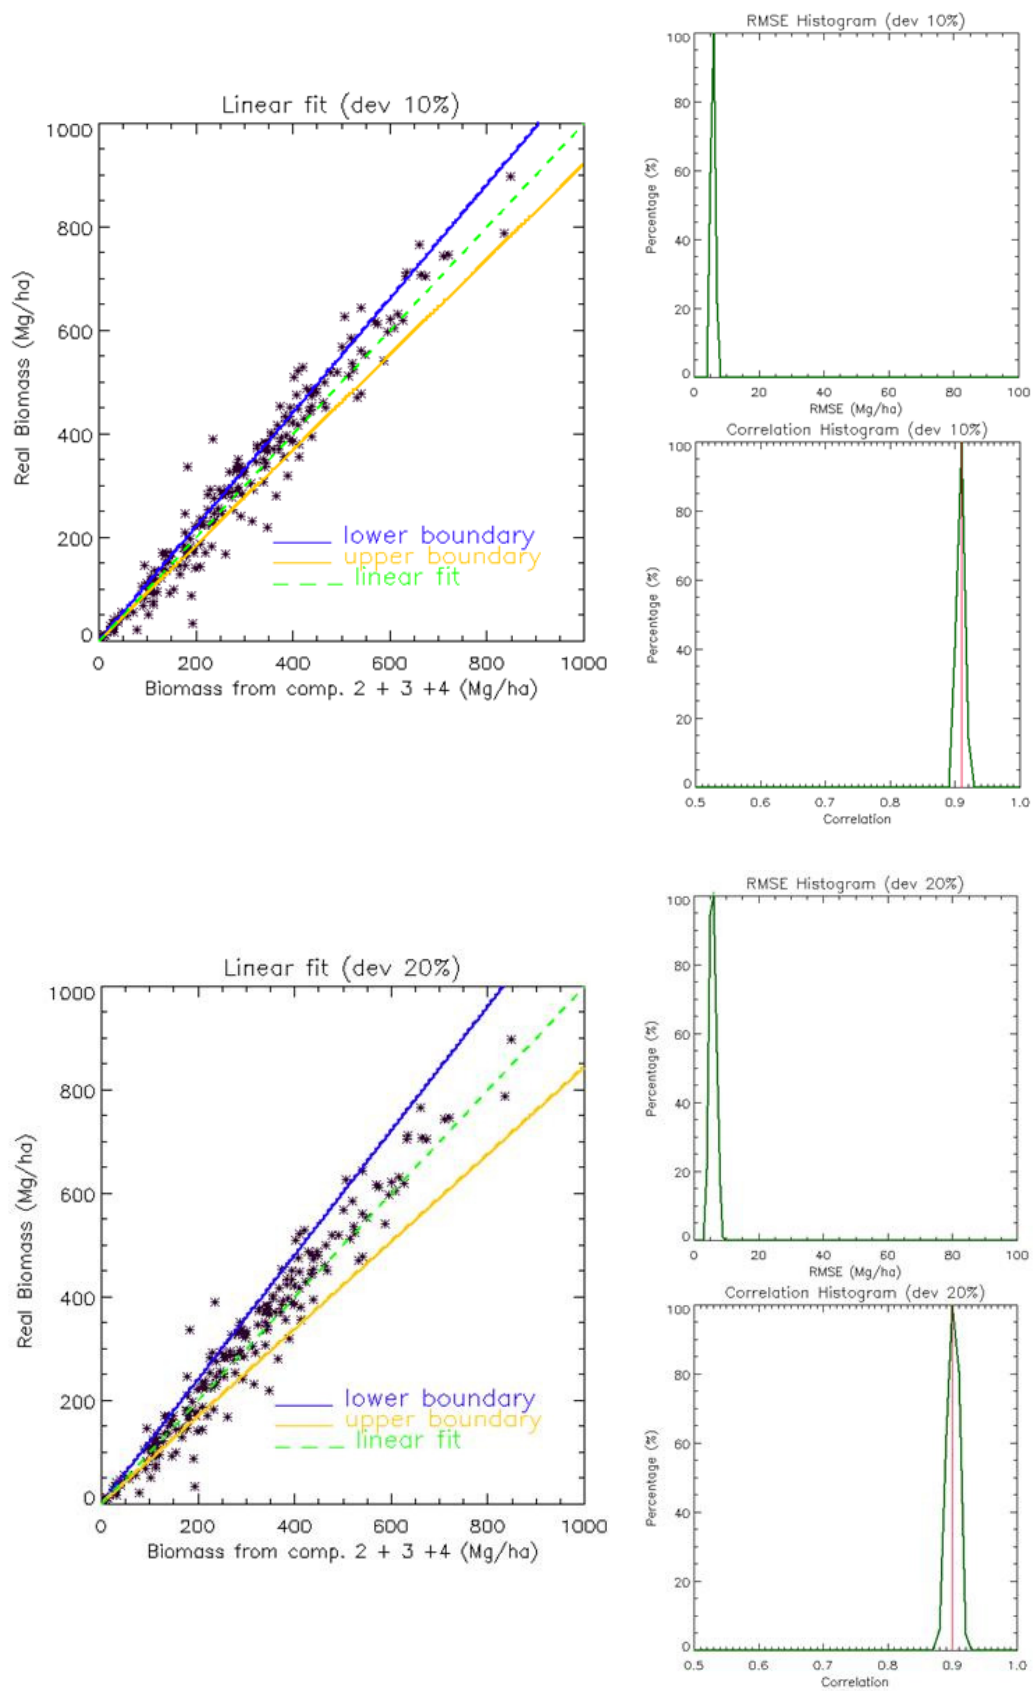 RMSE Histogram (dev 10%)
100
80
60
40
20
0
Percentage (%)
0 20 40 60 80 100
RMSE (Mg/ha)
Linear fit (dev 10%)
1000
800
600
400
200
0
Real Biomass (Mg/ha)
lower boundary
upper boundary
linear fit
0 200 400 600 800 1000
Biomass from comp. 2 + 3 +4 (Mg/ha)
Correlation Histogram (dev 10%)
100
80
60
40
20
0
Percentage (%)
0.5 0.6 0.7 0.8 0.9 1.0
Correlation
RMSE Histogram (dev 20%)
100
80
60
40
20
0
Percentage (%)
0 20 40 60 80 100
RMSE (Mg/ha)
Linear fit (dev 20%)
1000
800
600
400
200
0
Real Biomass (Mg/ha)
lower boundary
upper boundary
linear fit
0 200 400 600 800 1000
Biomass from comp. 2 + 3 +4 (Mg/ha)
Correlation Histogram (dev 20%)
100
80
60
40
20
0
Percentage (%)
0.5 0.6 0.7 0.8 0.9 1.0
Correlation